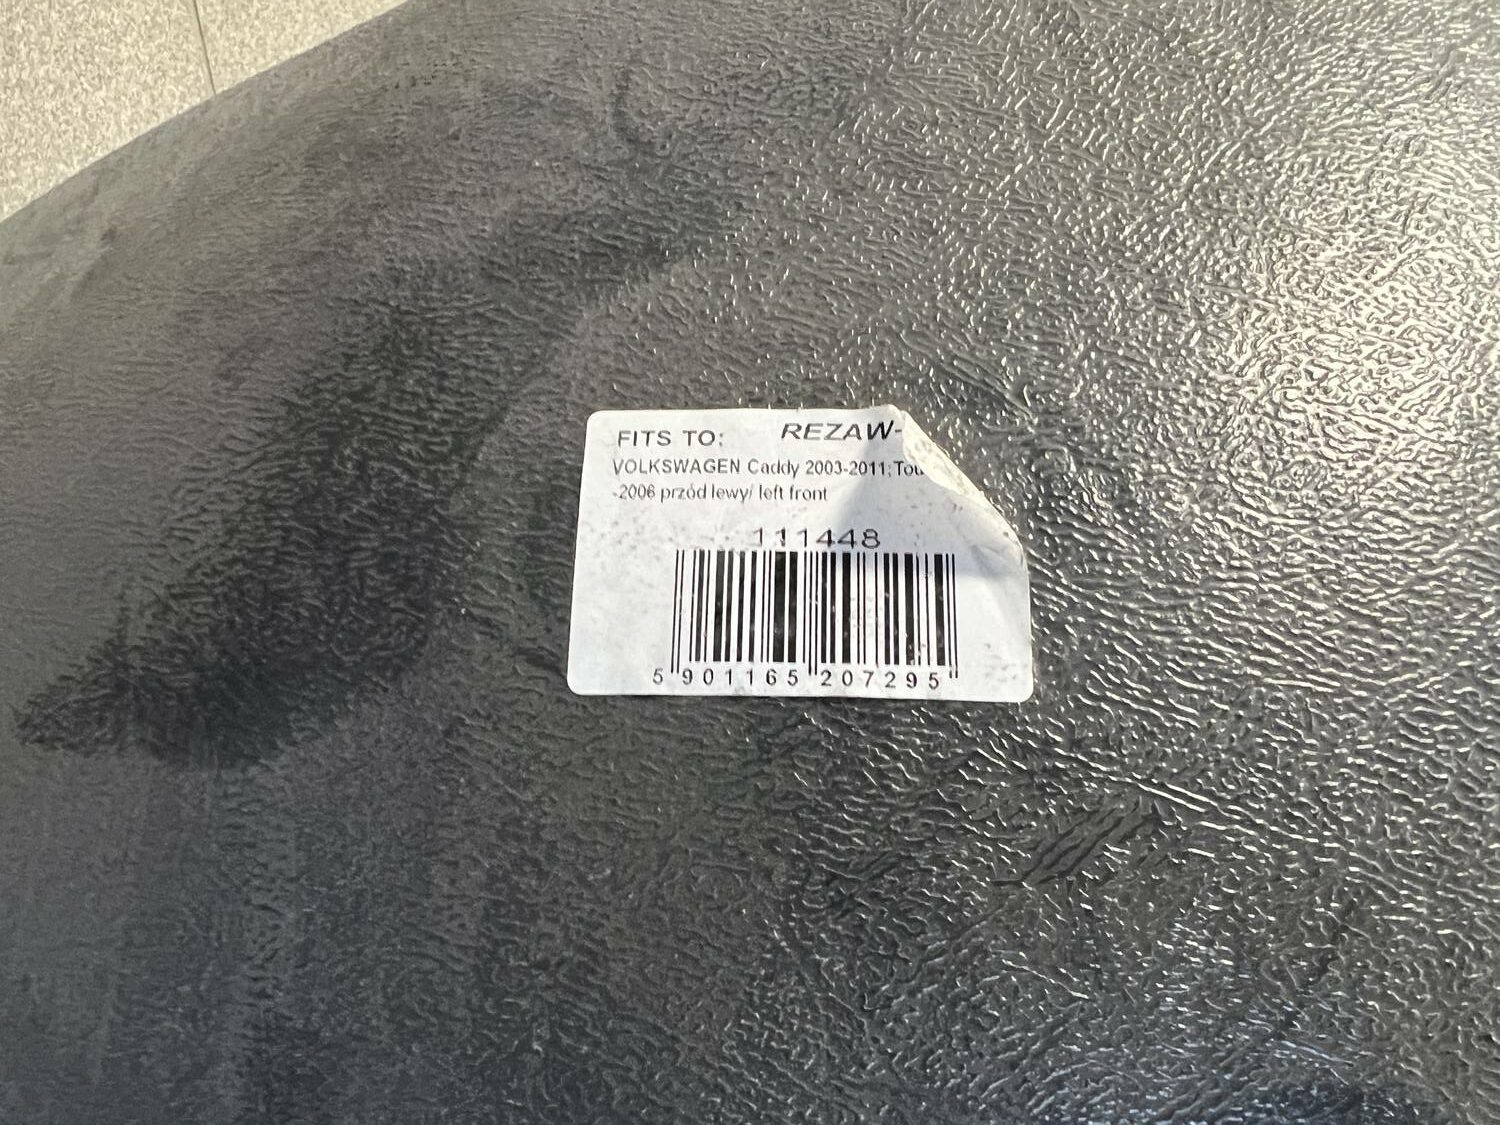 FITS TO: REZAW-
VOLKSWAGEN Caddy 2003-2011;Tou
-2006 przód lewy/ left front
111448
5 901165 207295